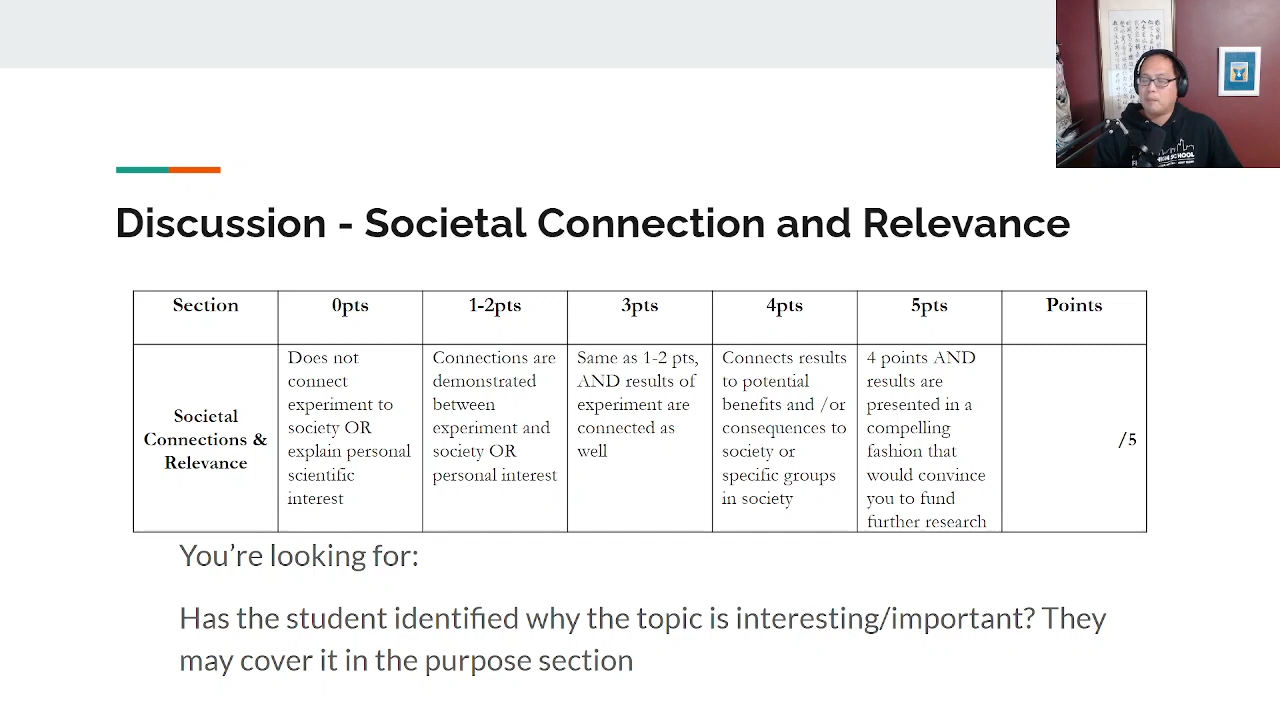 Discussion - Societal Connection and Relevance
Section 0pts 1-2pts 3pts 4pts 5pts Points
Societal
Connections &
Relevance
Does not
connect
experiment to
society OR
explain personal
scientific
interest
Connections are
demonstrated
between
experiment and
society OR
personal interest
Same as 1-2 pts,
AND results of
experiment are
connected as
well
Connects results
to potential
benefits and /or
consequences to
society or
specific groups
in society
4 points AND
results are
presented in a
compelling
fashion that
would convince
you to fund
further research
/5
You're looking for:
Has the student identified why the topic is interesting/important? They
may cover it in the purpose section
SCHOOL